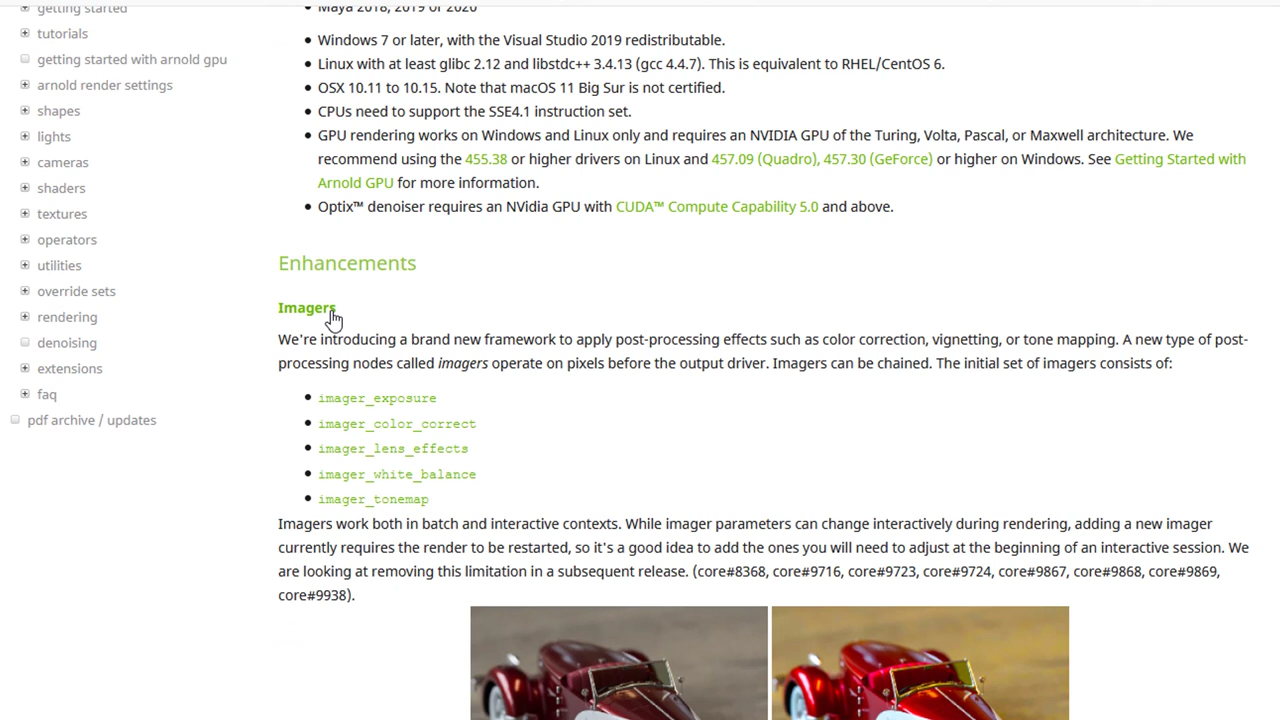 getting started
tutorials
getting started with arnold gpu
arnold render settings
shapes
lights
cameras
shaders
textures
operators
utilities
override sets
rendering
denoising
extensions
faq
pdf archive / updates
Maya 2018, 2019 or 2020
Windows 7 or later, with the Visual Studio 2019 redistributable.
Linux with at least glibc 2.12 and libstdc++ 3.4.13 (gcc 4.4.7). This is equivalent to RHEL/CentOS 6.
OSX 10.11 to 10.15. Note that macOS 11 Big Sur is not certified.
CPUs need to support the SSE4.1 instruction set.
GPU rendering works on Windows and Linux only and requires an NVIDIA GPU of the Turing, Volta, Pascal, or Maxwell architecture. We
recommend using the 455.38 or higher drivers on Linux and 457.09 (Quadro), 457.30 (GeForce) or higher on Windows. See Getting Started with
Arnold GPU for more information.
Optix™ denoiser requires an NVidia GPU with CUDA™ Compute Capability 5.0 and above.
Enhancements
Imagers
We're introducing a brand new framework to apply post-processing effects such as color correction, vignetting, or tone mapping. A new type of post-
processing nodes called imagers operate on pixels before the output driver. Imagers can be chained. The initial set of imagers consists of:
imager_exposure
imager_color_correct
imager_lens_effects
imager_white_balance
imager_tonemap
Imagers work both in batch and interactive contexts. While imager parameters can change interactively during rendering, adding a new imager
currently requires the render to be restarted, so it's a good idea to add the ones you will need to adjust at the beginning of an interactive session. We
are looking at removing this limitation in a subsequent release. (core#8368, core#9716, core#9723, core#9724, core#9867, core#9868, core#9869,
core#9938).